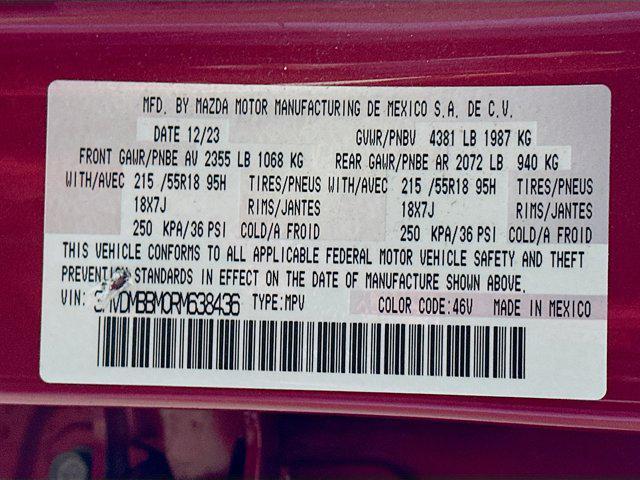 MFD. BY MAZDA MOTOR MANUFACTURING DE MEXICO S.A. DE C.V.
DATE 12/23 GVWR/PNBV 4381 LB 1987 KG
FRONT GAWR/PNBE AV 2355 LB 1068 KG REAR GAWR/PNBE AR 2072 LB 940 KG
WITH/AVEC 215 /55R18 95H TIRES/PNEUS WITH/AVEC 215 /55R18 95H TIRES/PNEUS
18X7J RIMS/JANTES 18X7J RIMS/JANTES
250 KPA/36 PSI COLD/A FROID 250 KPA/36 PSI COLD/A FROID
THIS VEHICLE CONFORMS TO ALL APPLICABLE FEDERAL MOTOR VEHICLE SAFETY AND THEFT
PREVENTION STANDARDS IN EFFECT ON THE DATE OF MANUFACTURE SHOWN ABOVE.
VIN: TYPE:MPV COLOR CODE:46V MADE IN MEXICO